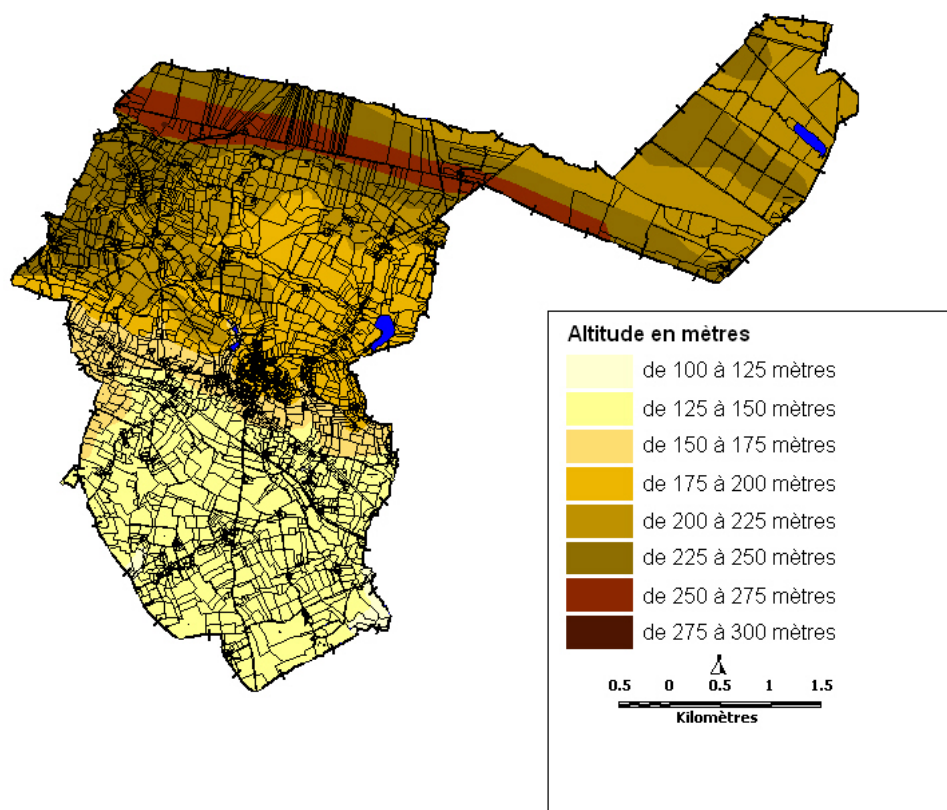 Altitude en mètres
de 100 à 125 mètres
de 125 à 150 mètres
de 150 à 175 mètres
de 175 à 200 mètres
de 200 à 225 mètres
de 225 à 250 mètres
de 250 à 275 mètres
de 275 à 300 mètres
0.5 0 0.5 1 1.5
Kilomètres